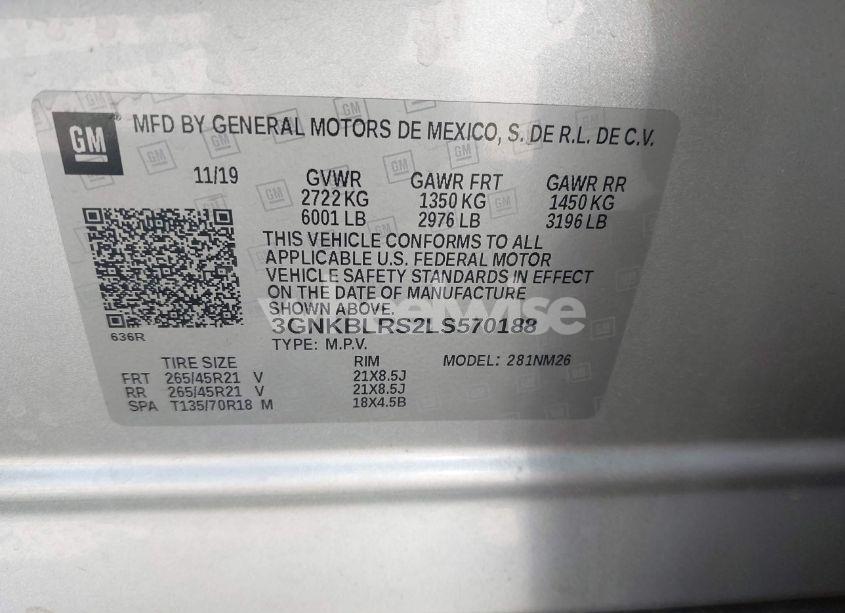 GM
MFD BY GENERAL MOTORS DE MEXICO, S. DE R.L. DE C.V.
11/19 GVWR GAWR FRT GAWR RR
2722 KG 1350 KG 1450 KG
6001 LB 2976 LB 3196 LB
THIS VEHICLE CONFORMS TO ALL
APPLICABLE U.S. FEDERAL MOTOR
VEHICLE SAFETY STANDARDS IN EFFECT
ON THE DATE OF MANUFACTURE
SHOWN ABOVE.
3GNKBLRS2LS570188
636R
TYPE: M.P.V. MODEL: 281NM26
TIRE SIZE RIM
FRT 265/45R21 V 21X8.5J
RR 265/45R21 V 21X8.5J
SPA T135/70R18 M 18X4.5B